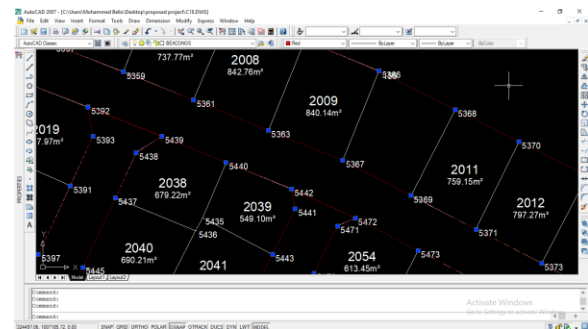 AutoCAD 2007 - [C:\Users\Mohammed Bello\Desktop\proposed project\C18.DWG]
File Edit View Insert Format Tools Draw Dimension Modify Express Window Help
AutoCAD Classic
BEACONDS
Red
ByLayer
ByLayer
ByColor
737.77m²
2008
842.76m²
5359
5361
2009
840.14m²
5368
5370
5392
5363
2019
7.97m²
5393
5439
5438
5440
5367
2011
759.15m²
2038
679.22m²
5391
5437
5442
2039
549.10m²
5441
5369
2012
797.27m²
5435
5436
5472
5471
5371
2040
690.21m²
5397
5445
2041
5443
2054
613.45m²
5473
5373
Y
X
PROPERTIES
Model Layout1 Layout2
Command:
Command:
Command:
Activate Windows
Go to Settings to activate Windows
SNAP GRID ORTHO POLAR OSNAP OTRACK DUCS DYN LWT MODEL